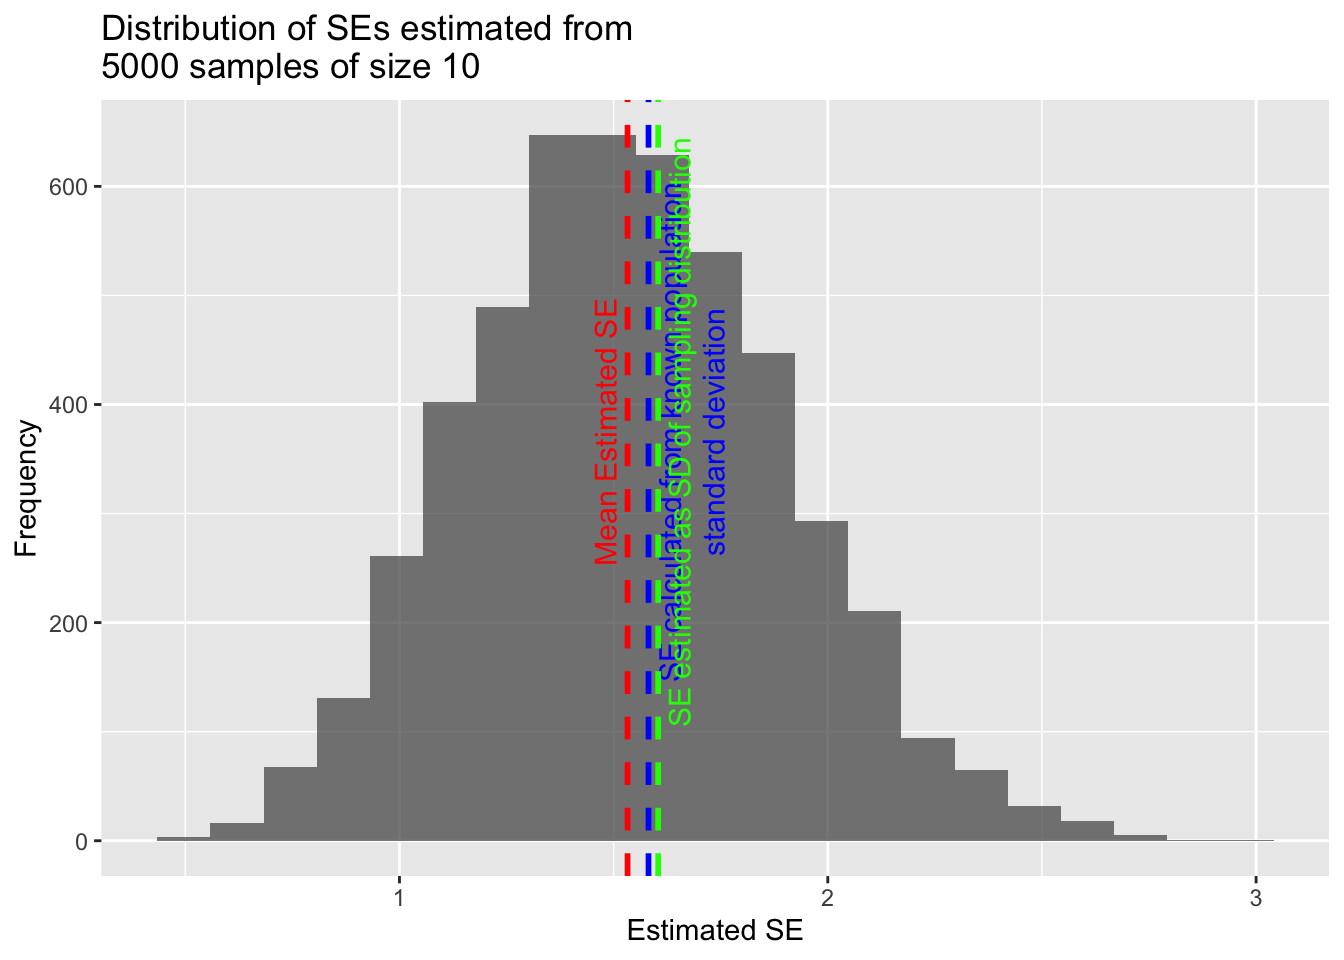 Distribution of SEs estimated from
5000 samples of size 10
Frequency
600
400
200
0
Mean Estimated SE
SE calculated from known population
standard deviation
SE estimated as SD of sampling distribution
1
2
3
Estimated SE